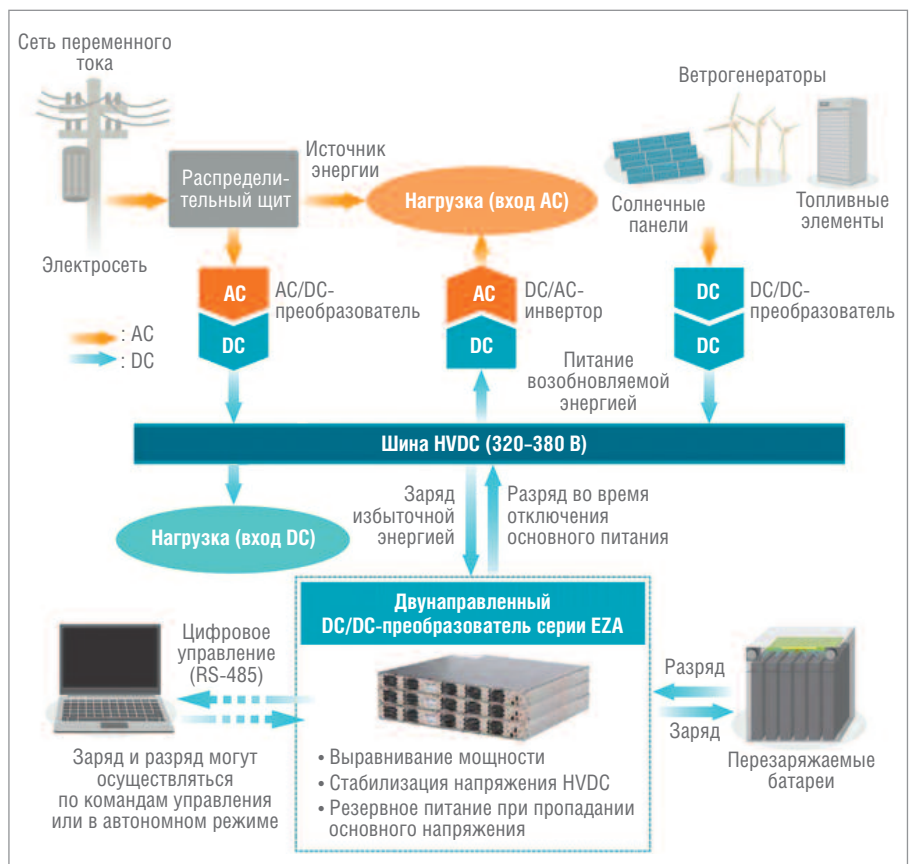 Сеть переменного
тока
Ветрогенераторы
Источник
энергии
Распредели-
тельный щит
Нагрузка (вход AC)
Солнечные
панели
Топливные
элементы
Электросеть
AC
DC
AC/DC-
преобразователь
AC
DC
DC/AC-
инвертор
DC
DC
DC/DC-
преобразователь
: AC
: DC
Питание
возобновляемой
энергией
Шина HVDC (320–380 В)
Заряд
избыточной
энергией
Разряд во время
отключения
основного питания
Нагрузка (вход DC)
Двунаправленный
DC/DC-преобразователь серии EZA
Цифровое
управление
(RS-485)
Разряд
Заряд
Заряд и разряд могут
осуществляться
по командам управления
или в автономном режиме
• Выравнивание мощности
• Стабилизация напряжения HVDC
• Резервное питание при пропадании
основного напряжения
Перезаряжаемые
батареи